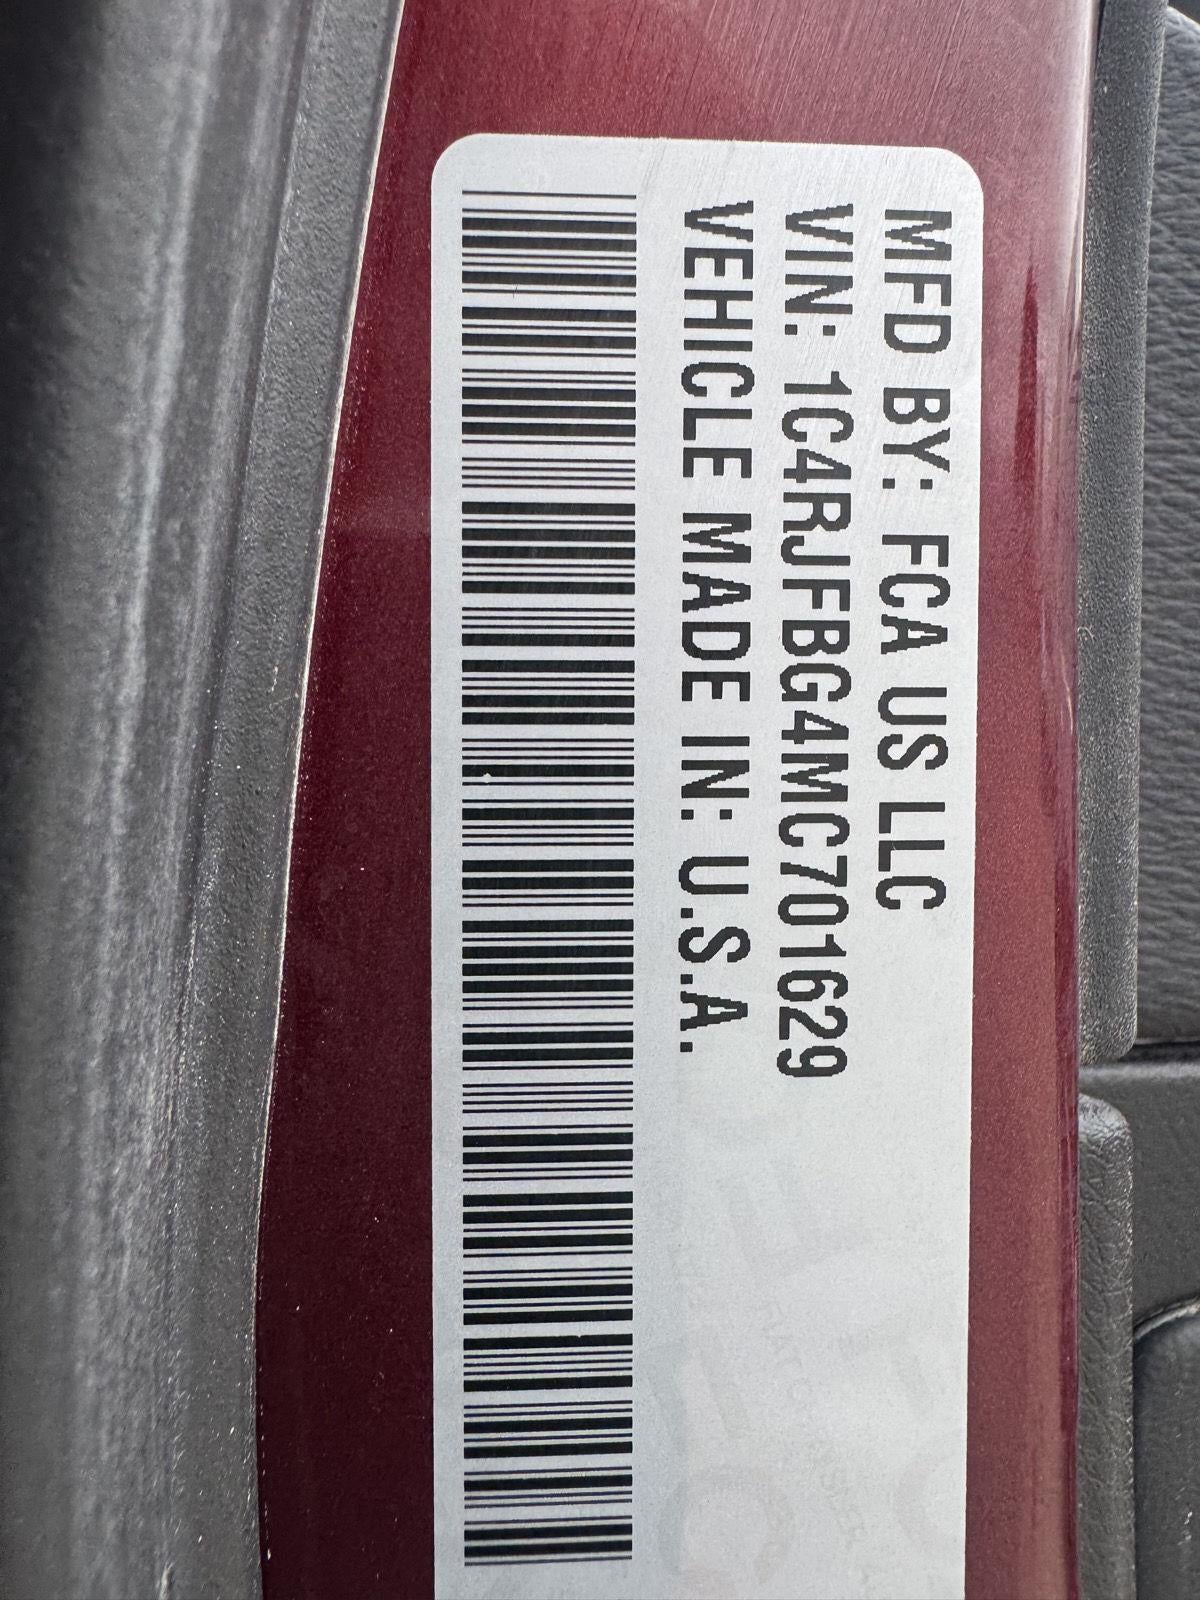 MFD BY: FCA US LLC
VIN: 1C4RJFBG4MC701629
VEHICLE MADE IN: U.S.A.